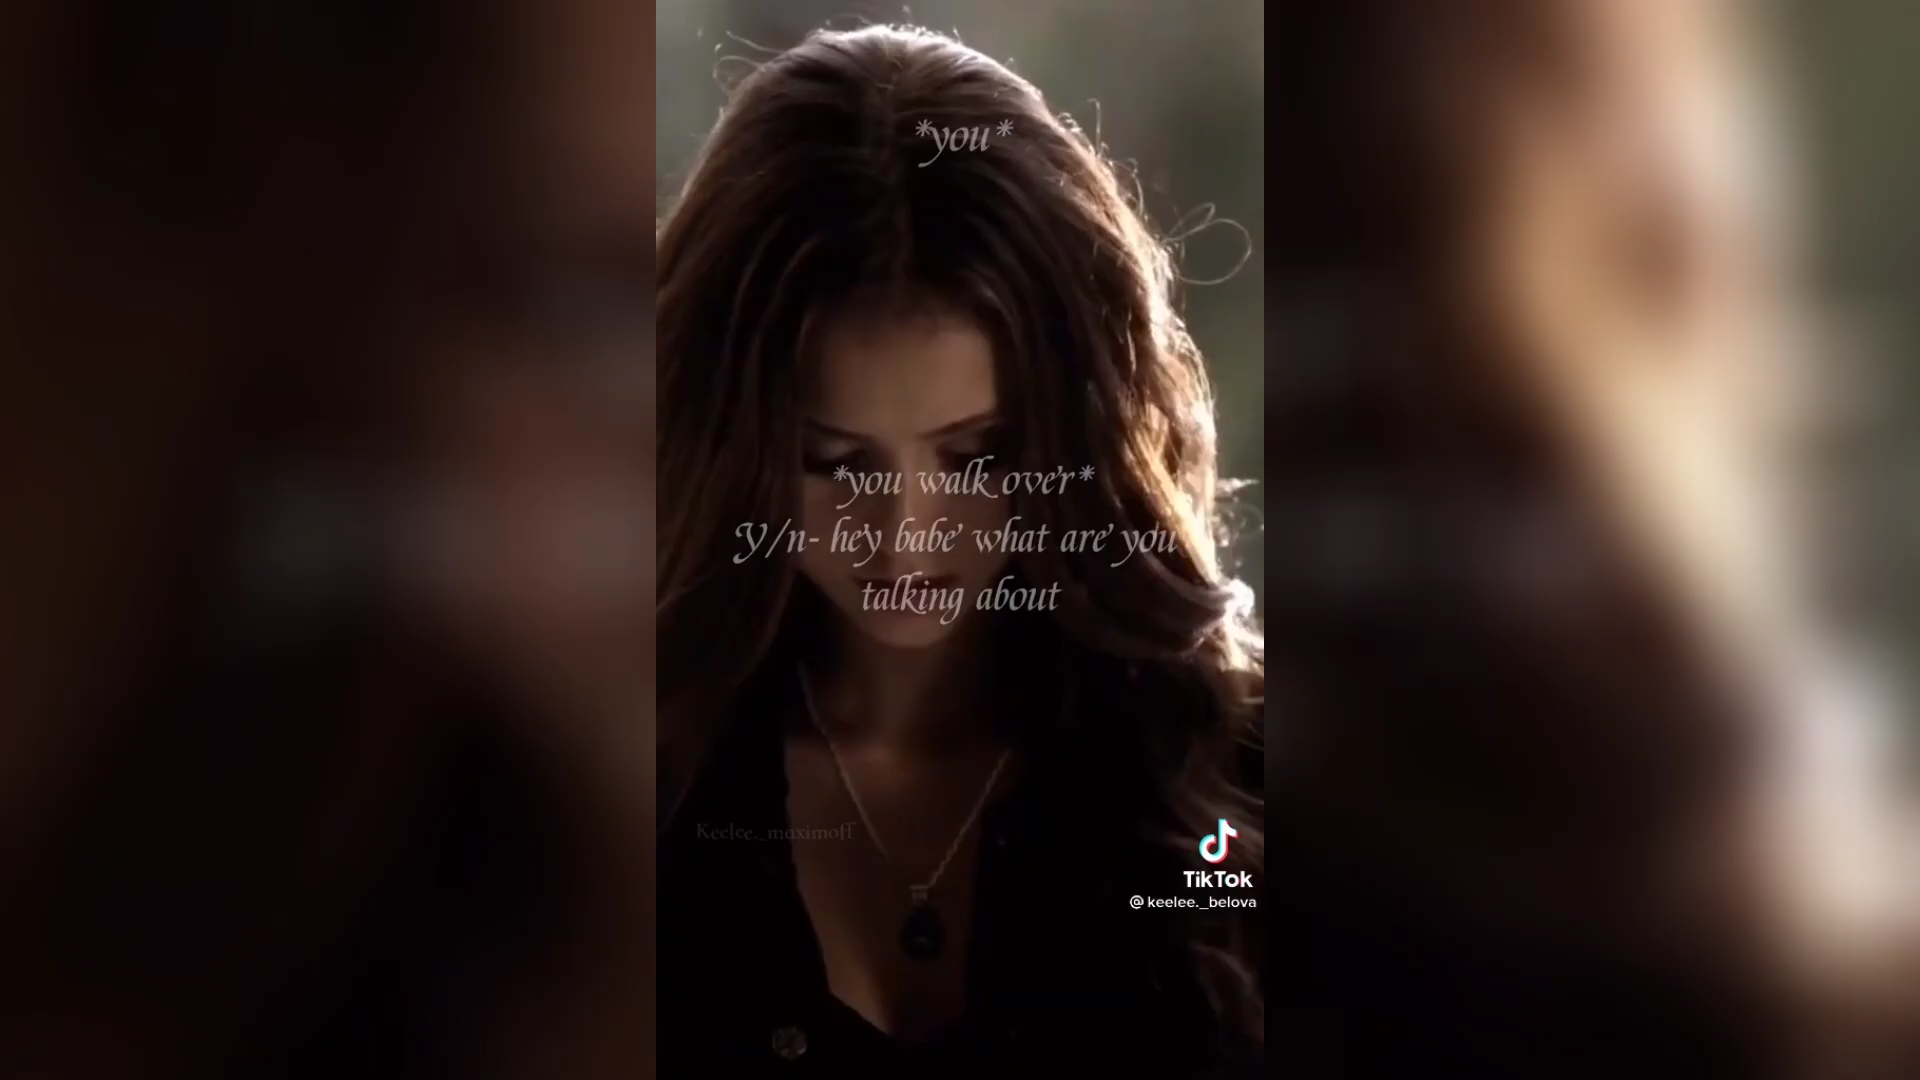 *you*
*you walk over*
Y/n- hey babe what are you
talking about
Keelee._maximoff
TikTok
@keelee._belova